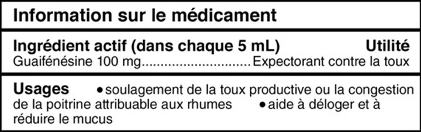 Information sur le médicament
Ingrédient actif (dans chaque 5 mL) Utilité
Guaifénésine 100 mg............................Expectorant contre la toux
Usages • soulagement de la toux productive ou la congestion
de la poitrine attribuable aux rhumes • aide à déloger et à
réduire le mucus